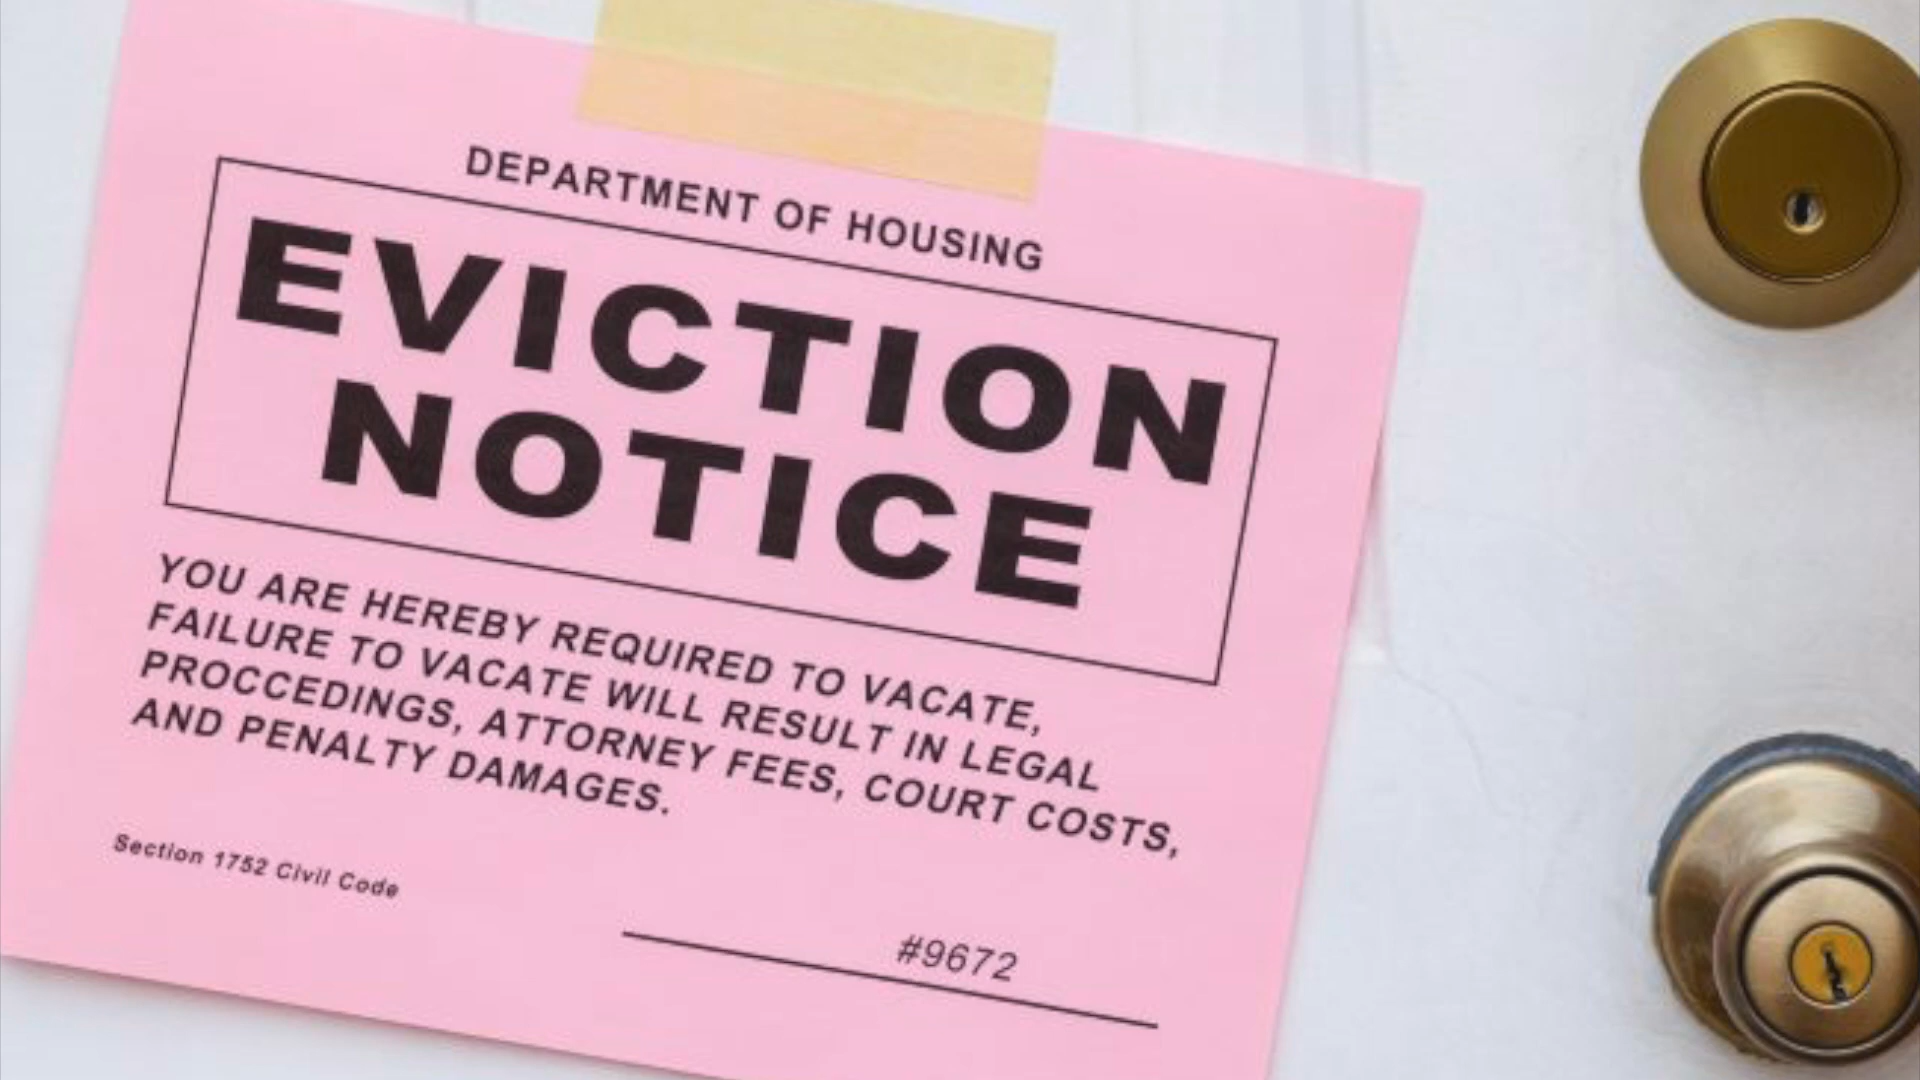 DEPARTMENT OF HOUSING
EVICTION
NOTICE
YOU ARE HEREBY REQUIRED TO VACATE,
FAILURE TO VACATE WILL RESULT IN LEGAL
PROCCEDINGS, ATTORNEY FEES, COURT COSTS,
AND PENALTY DAMAGES.
Section 1752 Civil Code
#9672